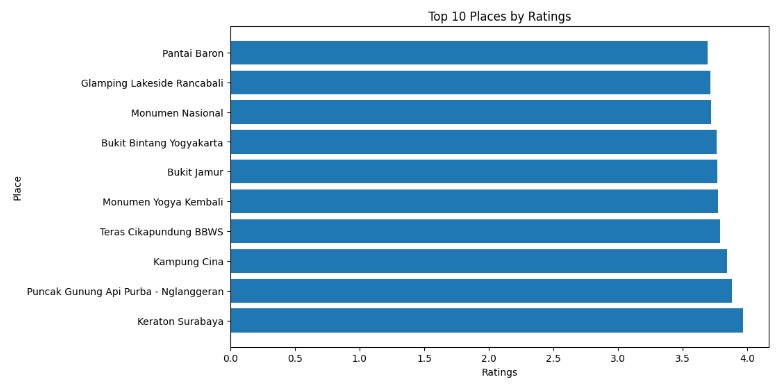 Top 10 Places by Ratings
Place
Pantai Baron
Glamping Lakeside Rancabali
Monumen Nasional
Bukit Bintang Yogyakarta
Bukit Jamur
Monumen Yogya Kembali
Teras Cikapundung BBWS
Kampung Cina
Puncak Gunung Api Purba - Nglanggeran
Keraton Surabaya
0.0 0.5 1.0 1.5 2.0 2.5 3.0 3.5 4.0
Ratings